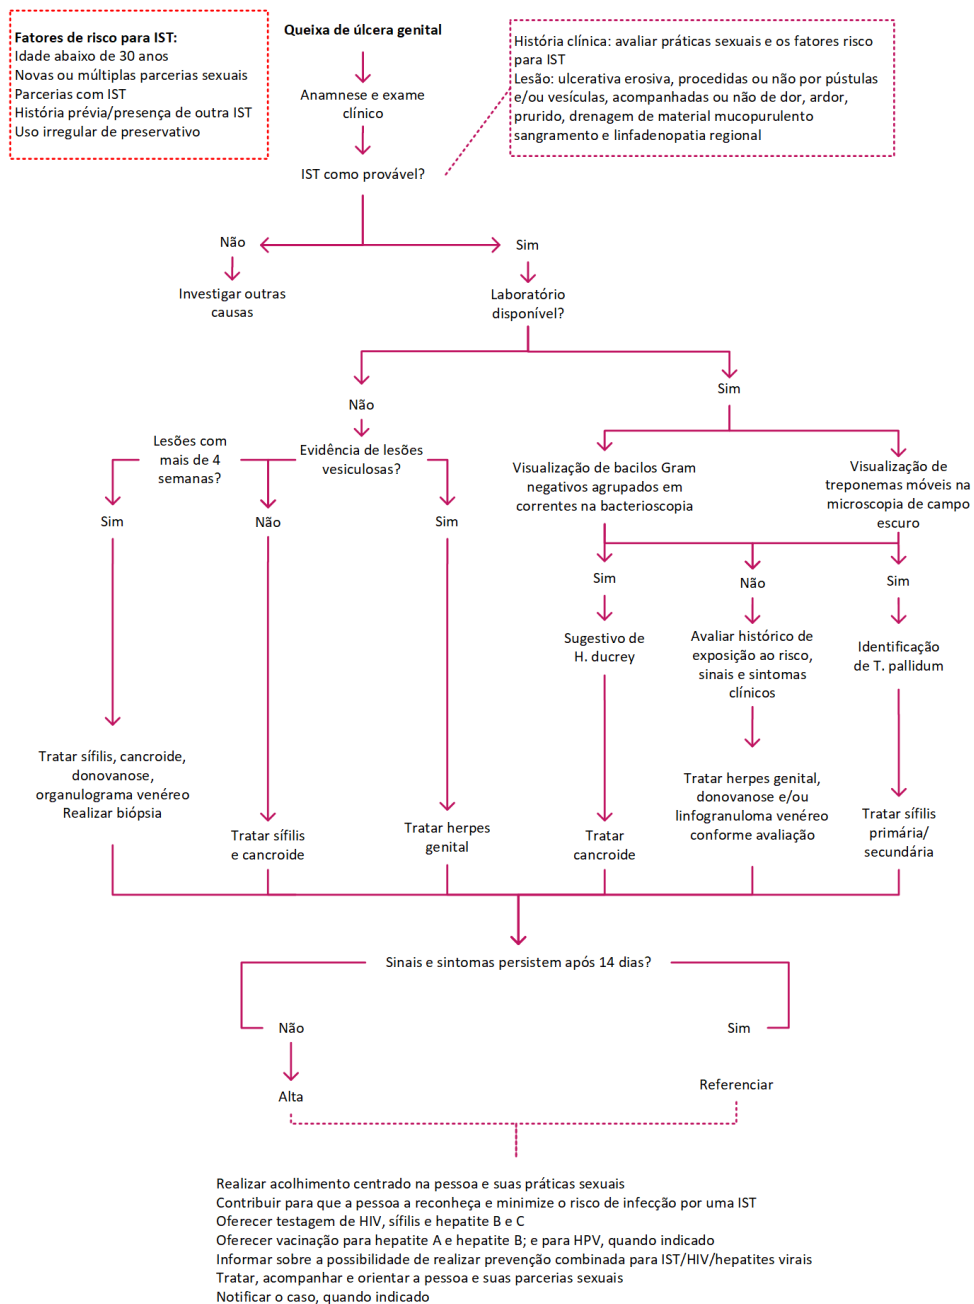 Fatores de risco para IST:
Idade abaixo de 30 anos
Novas ou múltiplas parcerias sexuais
Parcerias com IST
História prévia/presença de outra IST
Uso irregular de preservativo
Queixa de úlcera genital
História clínica: avaliar práticas sexuais e os fatores risco
para IST
Lesão: ulcerativa erosiva, procedidas ou não por pústulas
e/ou vesículas, acompanhadas ou não de dor, ardor,
prurido, drenagem de material mucopurulento
sangramento e linfadenopatia regional
Anamnese e exame
clínico
IST como provável?
Não
Sim
Investigar outras
causas
Laboratório
disponível?
Não
Sim
Lesões com
mais de 4
semanas?
Evidência de lesões
vesiculosas?
Visualização de bacilos Gram
negativos agrupados em
correntes na bacterioscopia
Visualização de
treponemas móveis na
microscopia de campo
escuro
Sim
Não
Sim
Sim
Não
Sim
Sugestivo de
H. ducrey
Avaliar histórico de
exposição ao risco,
sinais e sintomas
clínicos
Identificação
de T. pallidum
Tratar sífilis, cancroide,
donovanose,
organulograma venéreo
Realizar biópsia
Tratar sífilis
e cancroide
Tratar herpes
genital
Tratar
cancroide
Tratar herpes genital,
donovanose e/ou
linfogranuloma venéreo
conforme avaliação
Tratar sífilis
primária/
secundária
Sinais e sintomas persistem após 14 dias?
Não
Sim
Alta
Referenciar
Realizar acolhimento centrado na pessoa e suas práticas sexuais
Contribuir para que a pessoa a reconheça e minimize o risco de infecção por uma IST
Oferecer testagem de HIV, sífilis e hepatite B e C
Oferecer vacinação para hepatite A e hepatite B; e para HPV, quando indicado
Informar sobre a possibilidade de realizar prevenção combinada para IST/HIV/hepatites virais
Tratar, acompanhar e orientar a pessoa e suas parcerias sexuais
Notificar o caso, quando indicado